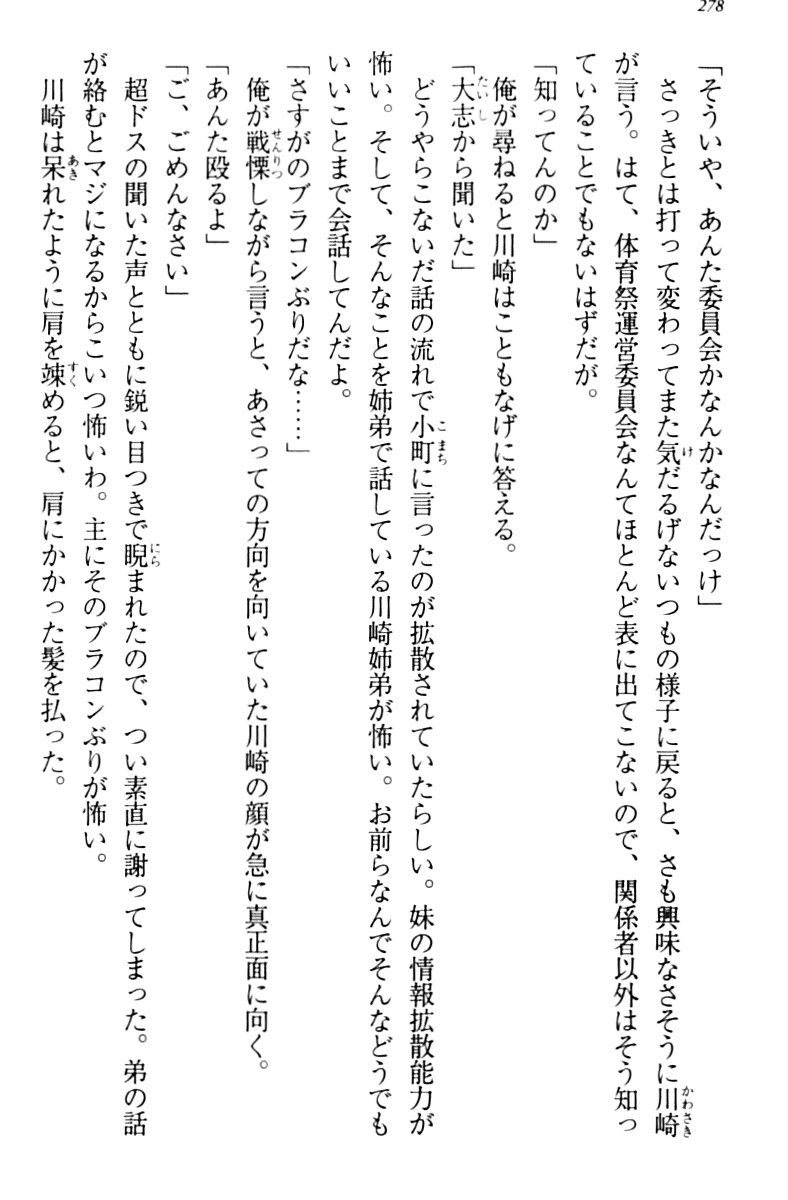 278
「そういや、あんた委員会かなんかなんだっけ」
さっきとは打って変わってまた気だるげないつもの様子に戻ると、さも興味なさそうに川崎
が言う。はて、体育祭運営委員会なんてほとんど表に出てこないので、関係者以外はそう知っ
ていることでもないはずだが。
「知ってんのか」
俺が尋ねると川崎はこともなげに答える。
「大志から聞いた」
どうやらこないだ話の流れで小町に言ったのが拡散されていたらしい。妹の情報拡散能力が
怖い。そして、そんなことを姉弟で話している川崎姉弟が怖い。お前らなんでそんなどうでも
いいことまで会話してんだよ。
「さすがのブラコンぶりだな……」
俺が戦慄しながら言うと、あさっての方向を向いていた川崎の顔が急に真正面に向く。
「あんた殴るよ」
「ご、ごめんなさい」
超ドスの聞いた声とともに鋭い目つきで睨まれたので、つい素直に謝ってしまった。弟の話
が絡むとマジになるからこいつ怖いわ。主にそのブラコンぶりが怖い。
川崎は呆れたように肩を竦めると、肩にかかった髪を払った。